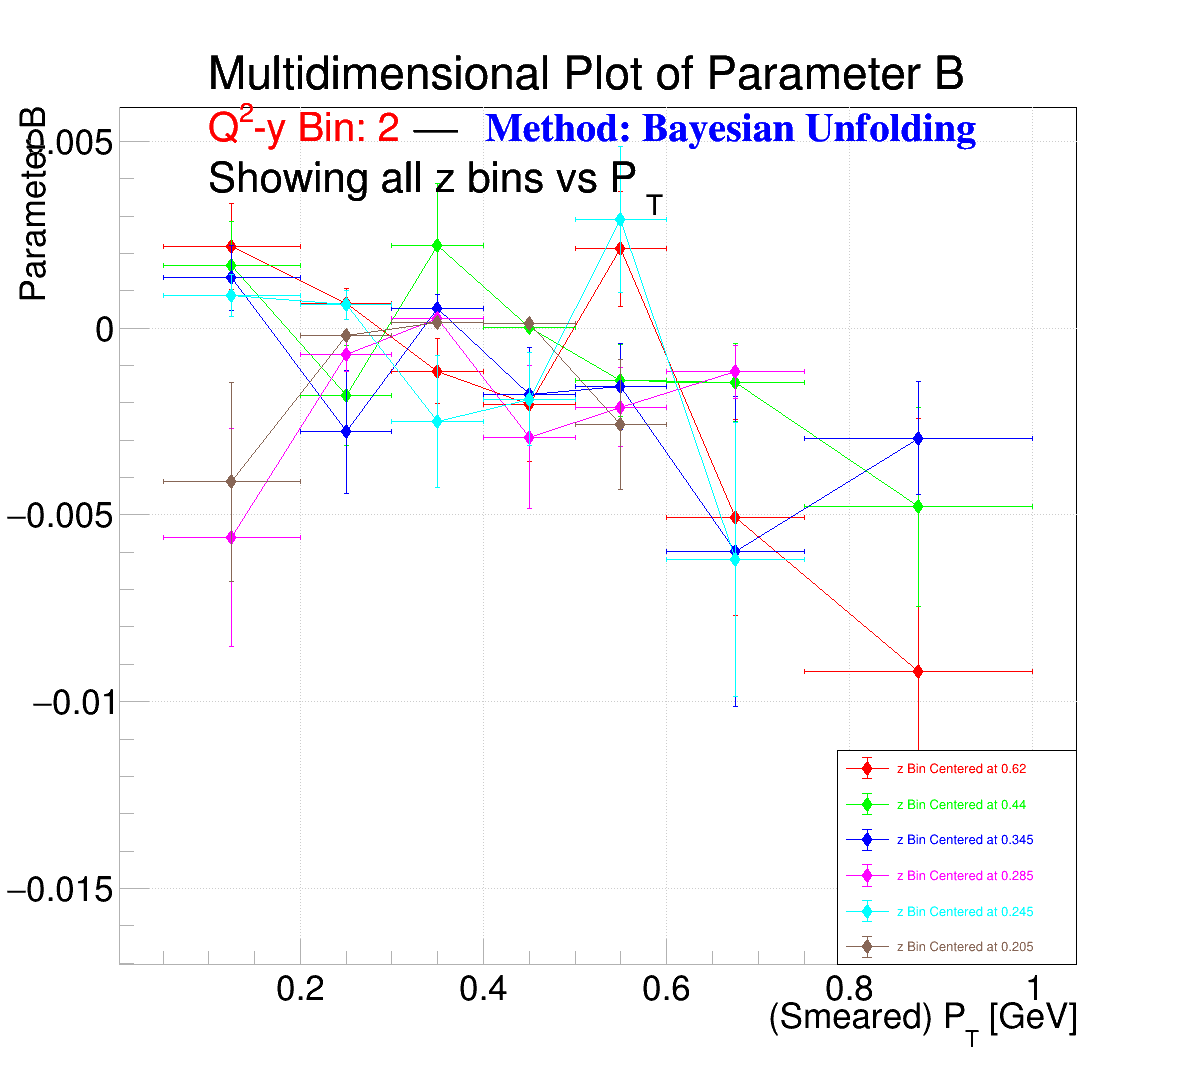 Multidimensional Plot of Parameter B
Q²-y Bin: 2 — Method: Bayesian Unfolding
Showing all z bins vs P_T
Parameter B
0.005
0
−0.005
−0.01
−0.015
0.2 0.4 0.6 0.8 1
(Smeared) P_T [GeV]
z Bin Centered at 0.62
z Bin Centered at 0.44
z Bin Centered at 0.345
z Bin Centered at 0.285
z Bin Centered at 0.245
z Bin Centered at 0.205